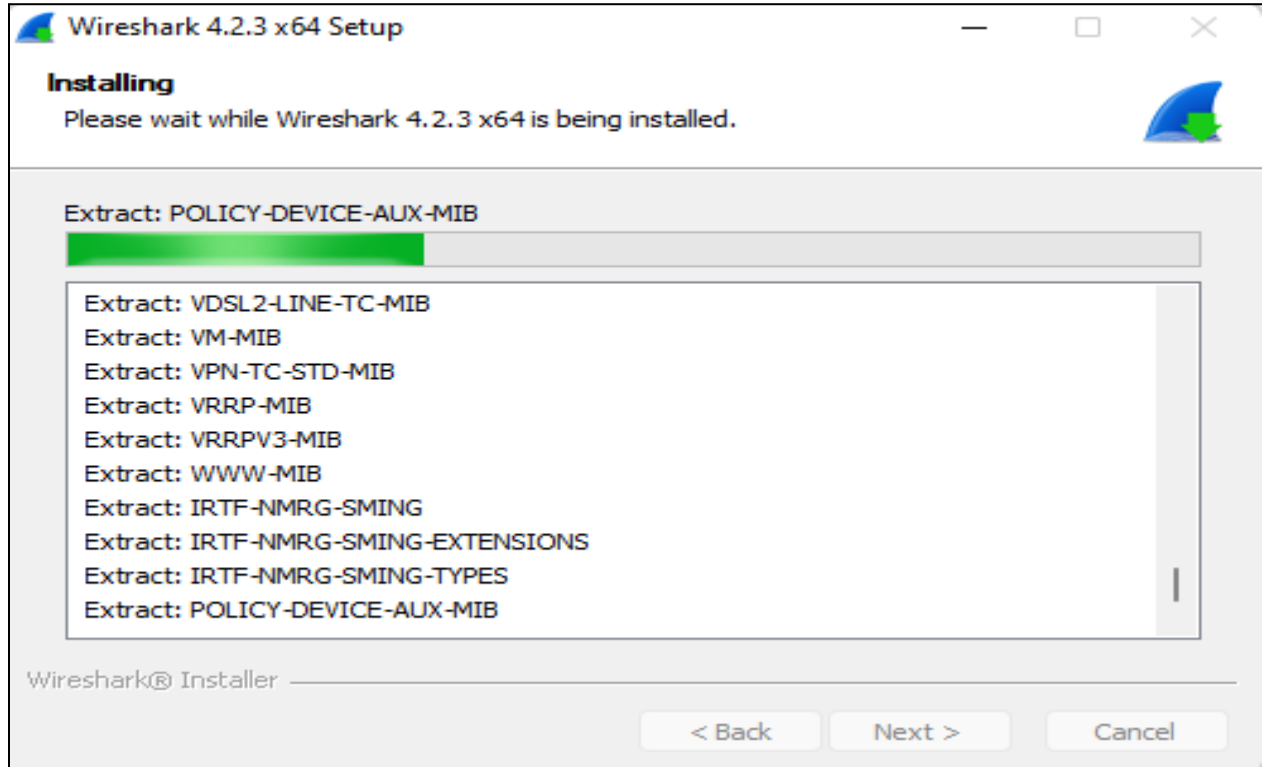 Wireshark 4.2.3 x64 Setup
Installing
Please wait while Wireshark 4.2.3 x64 is being installed.
Extract: POLICY-DEVICE-AUX-MIB
Extract: VDSL2-LINE-TC-MIB
Extract: VM-MIB
Extract: VPN-TC-STD-MIB
Extract: VRRP-MIB
Extract: VRRPV3-MIB
Extract: WWW-MIB
Extract: IRTF-NMRG-SMING
Extract: IRTF-NMRG-SMING-EXTENSIONS
Extract: IRTF-NMRG-SMING-TYPES
Extract: POLICY-DEVICE-AUX-MIB
Wireshark® Installer
< Back Next > Cancel